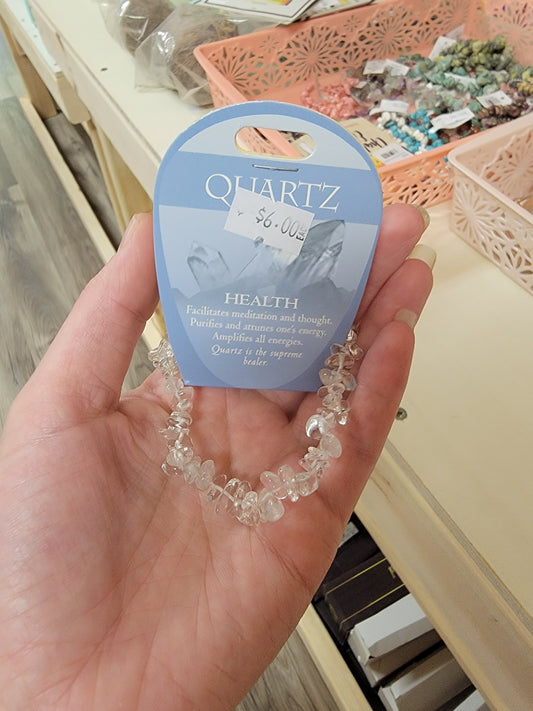 QUARTZ
$6.00
HEALTH
Facilitates meditation and thought.
Purifies and attunes one's energy.
Amplifies all energies.
Quartz is the supreme
healer.